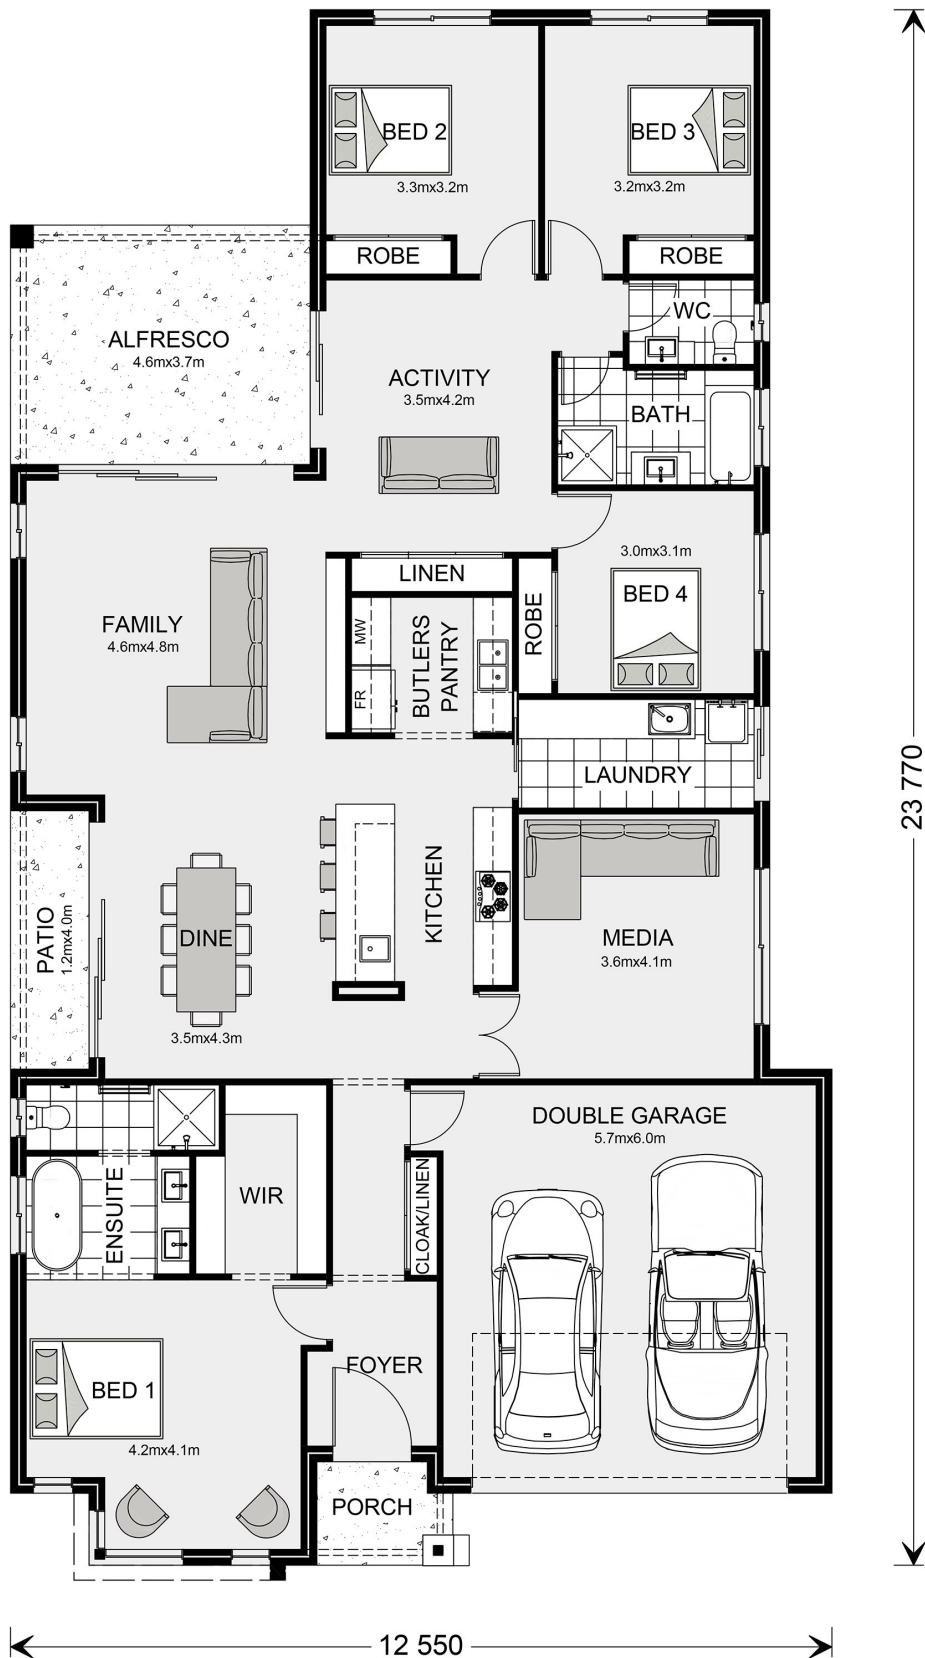 BED 2
3.3mx3.2m
BED 3
3.2mx3.2m
ROBE
ROBE
WC
ALFRESCO
4.6mx3.7m
ACTIVITY
3.5mx4.2m
BATH
3.0mx3.1m
BED 4
LINEN
ROBE
FAMILY
4.6mx4.8m
MW
FR
BUTLERS
PANTRY
LAUNDRY
23 770
KITCHEN
PATIO
1.2mx4.0m
DINE
3.5mx4.3m
MEDIA
3.6mx4.1m
DOUBLE GARAGE
5.7mx6.0m
ENSUITE
WIR
CLOAK/LINEN
FOYER
BED 1
4.2mx4.1m
PORCH
12 550